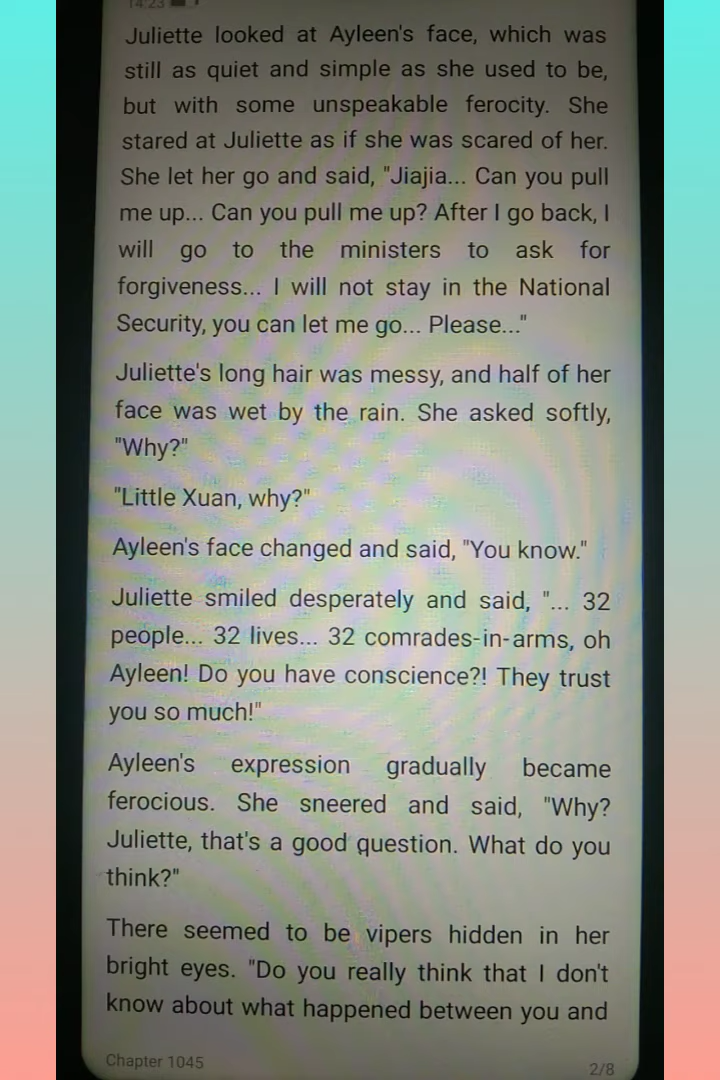 14:23
Juliette looked at Ayleen's face, which was
still as quiet and simple as she used to be,
but with some unspeakable ferocity. She
stared at Juliette as if she was scared of her.
She let her go and said, "Jiajia... Can you pull
me up... Can you pull me up? After I go back, I
will go to the ministers to ask for
forgiveness... I will not stay in the National
Security, you can let me go... Please..."
Juliette's long hair was messy, and half of her
face was wet by the rain. She asked softly,
"Why?"
"Little Xuan, why?"
Ayleen's face changed and said, "You know."
Juliette smiled desperately and said, "... 32
people... 32 lives... 32 comrades-in-arms, oh
Ayleen! Do you have conscience?! They trust
you so much!"
Ayleen's expression gradually became
ferocious. She sneered and said, "Why?
Juliette, that's a good question. What do you
think?"
There seemed to be vipers hidden in her
bright eyes. "Do you really think that I don't
know about what happened between you and
Chapter 1045
2/8